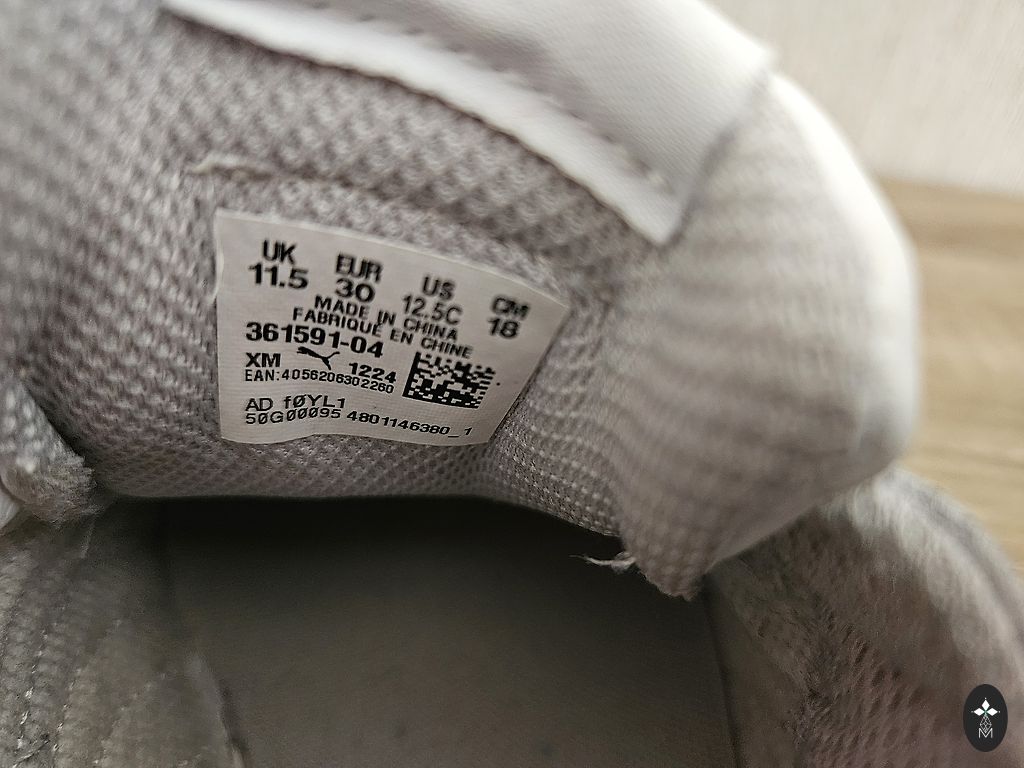 UK EUR US CM
11.5 30 12.5C 18
MADE IN CHINA
FABRIQUÉ EN CHINE
361591-04
XM 1224
EAN:4056206302260
AD f0YL1
50G00095 4801146380_1
M